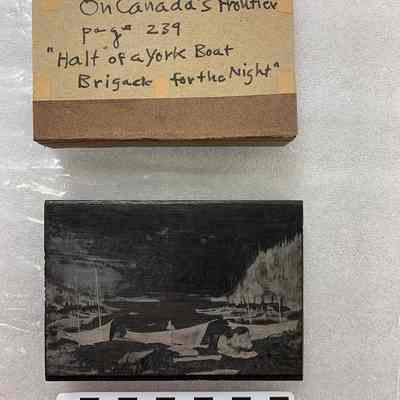 On Canada's Frontier
page 239
"Halt of a York Boat
Brigade for the Night"